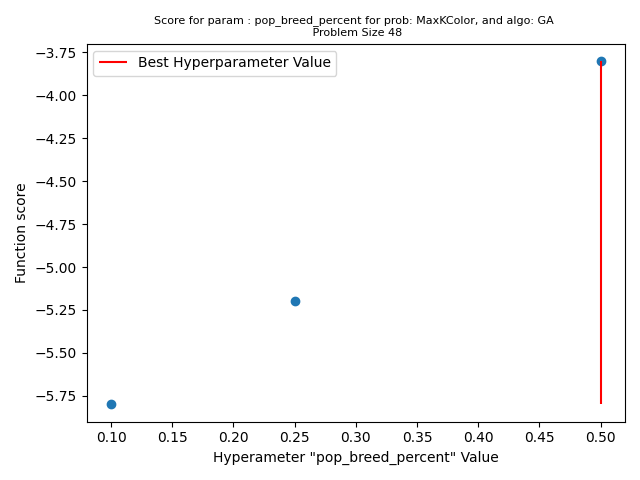 Score for param : pop_breed_percent for prob: MaxKColor, and algo: GA
Problem Size 48
Best Hyperparameter Value
Function score
−3.75
−4.00
−4.25
−4.50
−4.75
−5.00
−5.25
−5.50
−5.75
0.10 0.15 0.20 0.25 0.30 0.35 0.40 0.45 0.50
Hyperameter "pop_breed_percent" Value